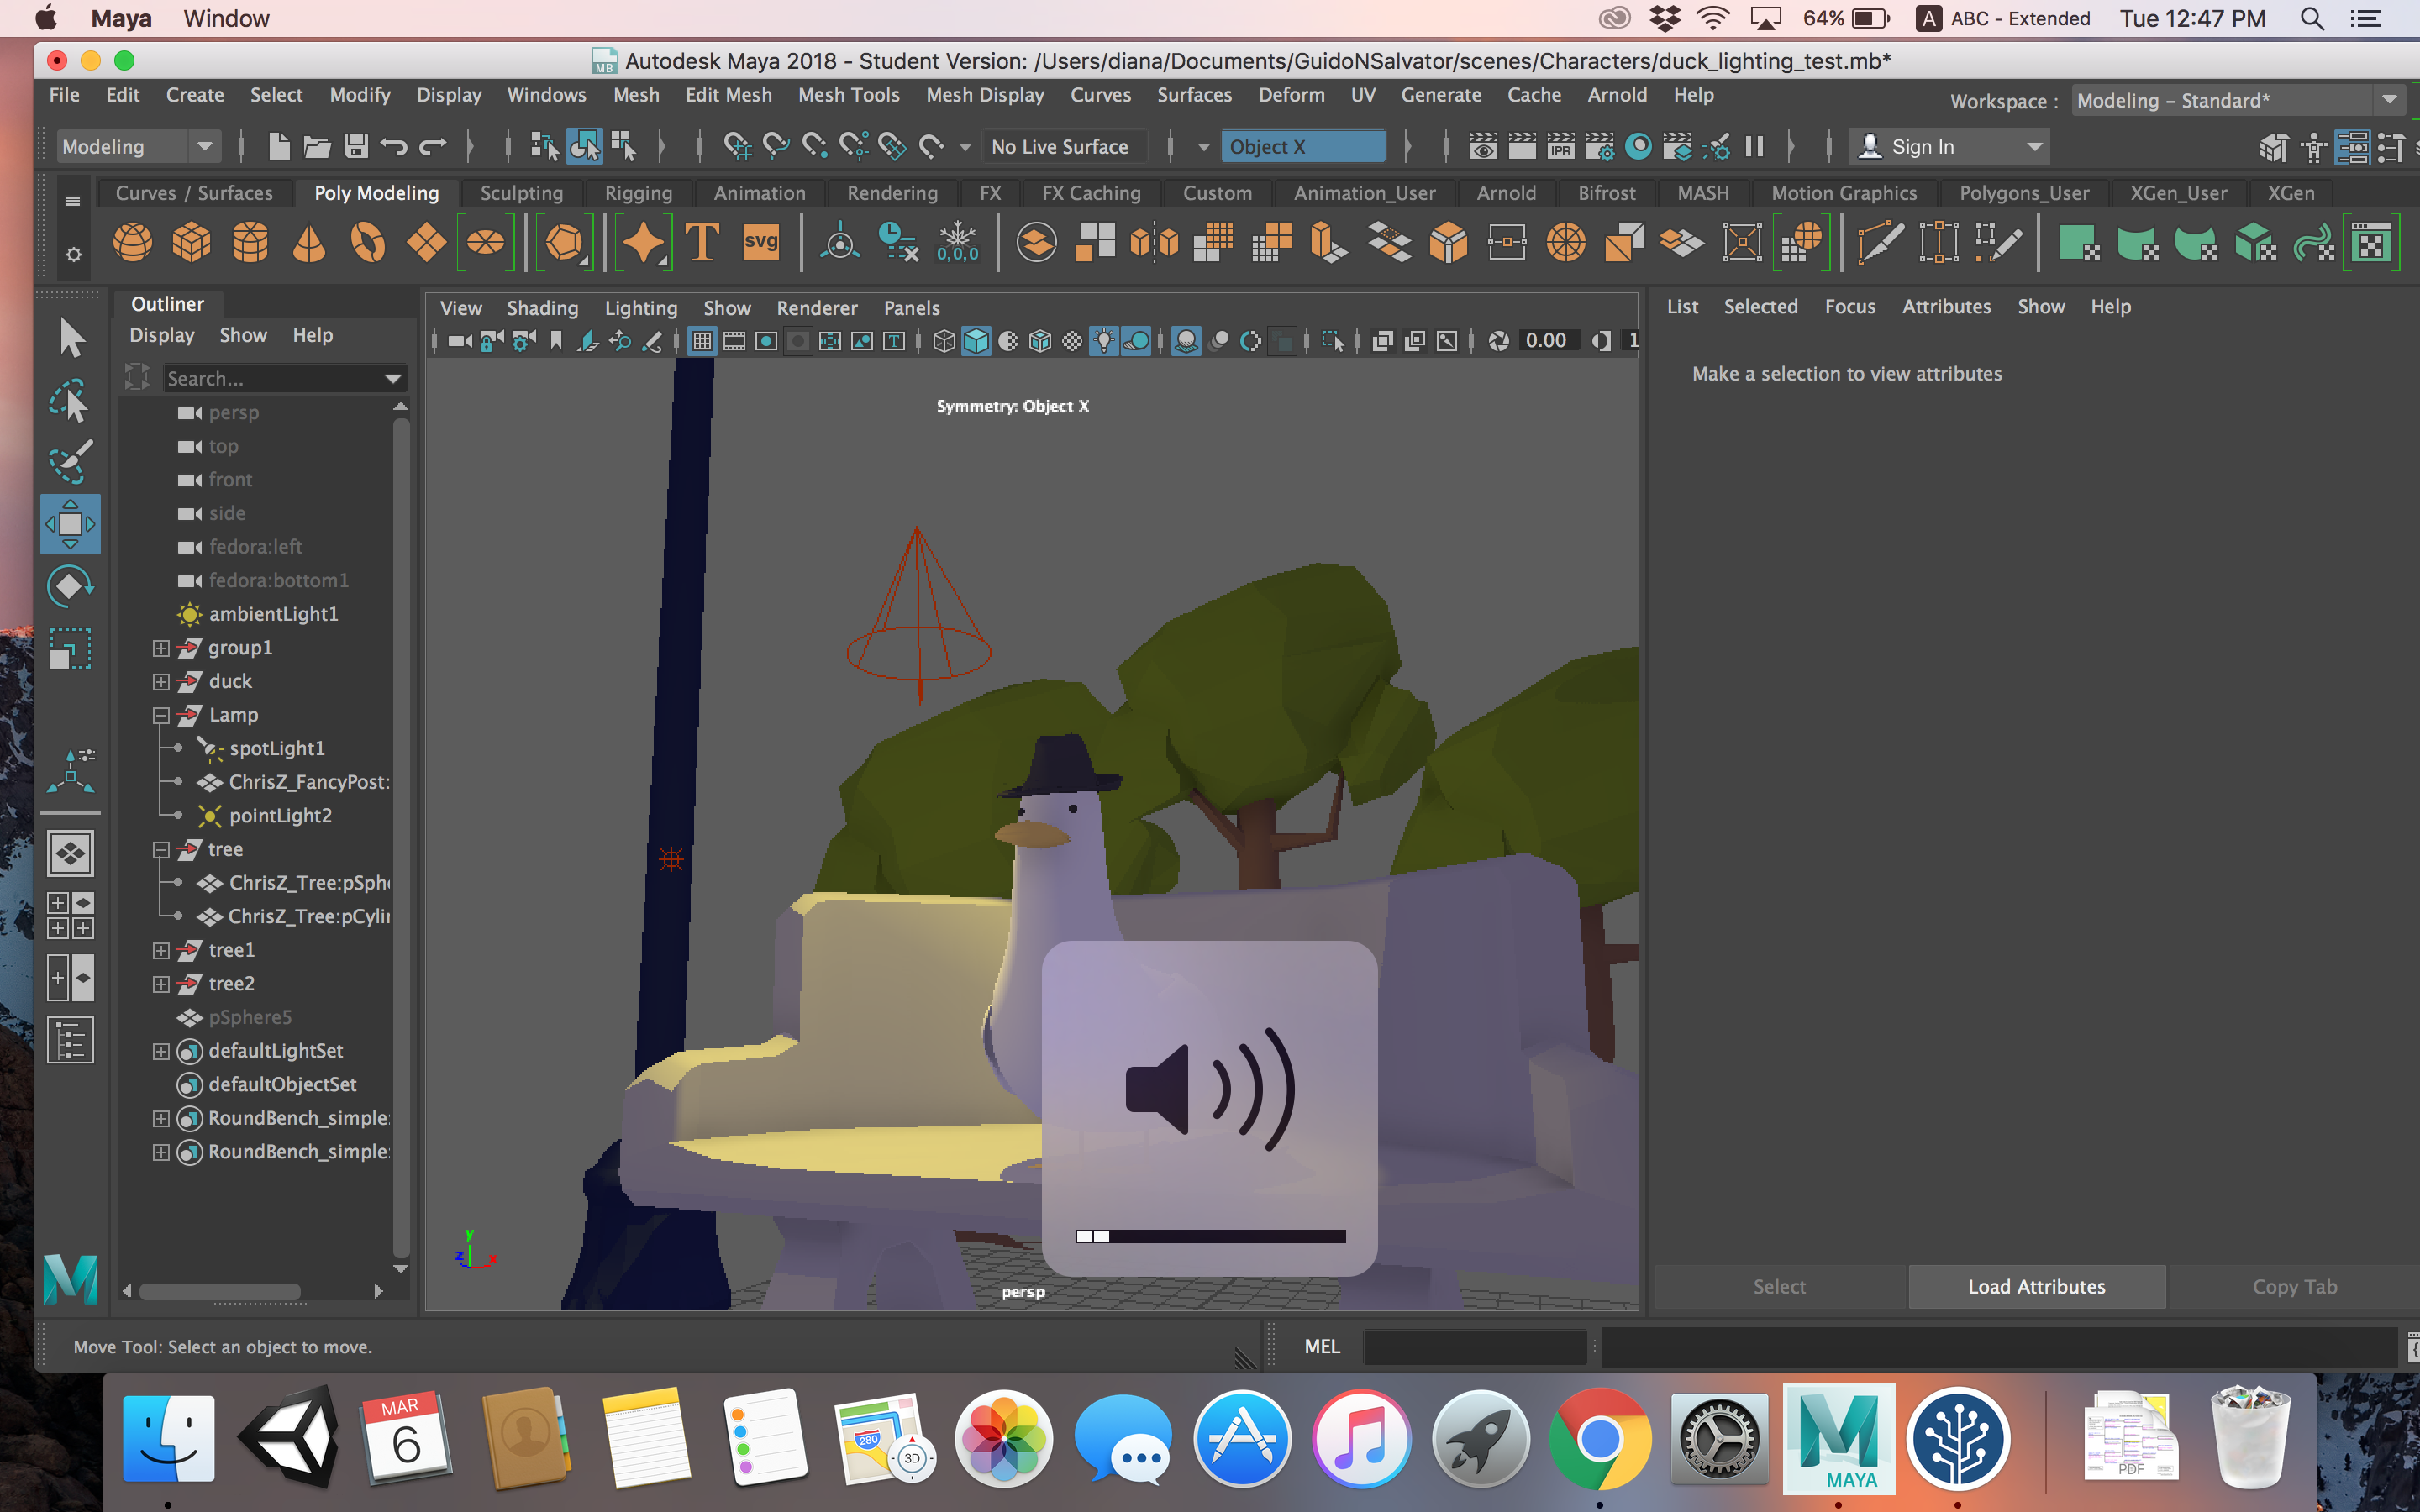 Maya Window 64% A ABC - Extended Tue 12:47 PM
MB Autodesk Maya 2018 - Student Version: /Users/diana/Documents/GuidoNSalvator/scenes/Characters/duck_lighting_test.mb*
File Edit Create Select Modify Display Windows Mesh Edit Mesh Mesh Tools Mesh Display Curves Surfaces Deform UV Generate Cache Arnold Help Workspace : Modeling - Standard*
Modeling No Live Surface Object X IPR Sign In
Curves / Surfaces Poly Modeling Sculpting Rigging Animation Rendering FX FX Caching Custom Animation_User Arnold Bifrost MASH Motion Graphics Polygons_User XGen_User XGen
T svg 0,0,0
Outliner
Display Show Help
Search...
persp
top
front
side
fedora:left
fedora:bottom1
ambientLight1
group1
duck
Lamp
spotLight1
ChrisZ_FancyPost:
pointLight2
tree
ChrisZ_Tree:pSphe
ChrisZ_Tree:pCylin
tree1
tree2
pSphere5
defaultLightSet
defaultObjectSet
RoundBench_simple:
RoundBench_simple:
View Shading Lighting Show Renderer Panels
T 0.00 1
Symmetry: Object X
y
z x
persp
List Selected Focus Attributes Show Help
Make a selection to view attributes
Select Load Attributes Copy Tab
Move Tool: Select an object to move. MEL
MAR
6
280
3D
MAYA
PDF